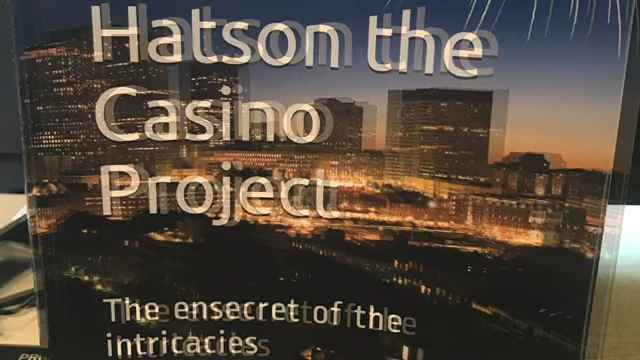 Hatson the
Casino
Project
The ensecret of the
intricacies